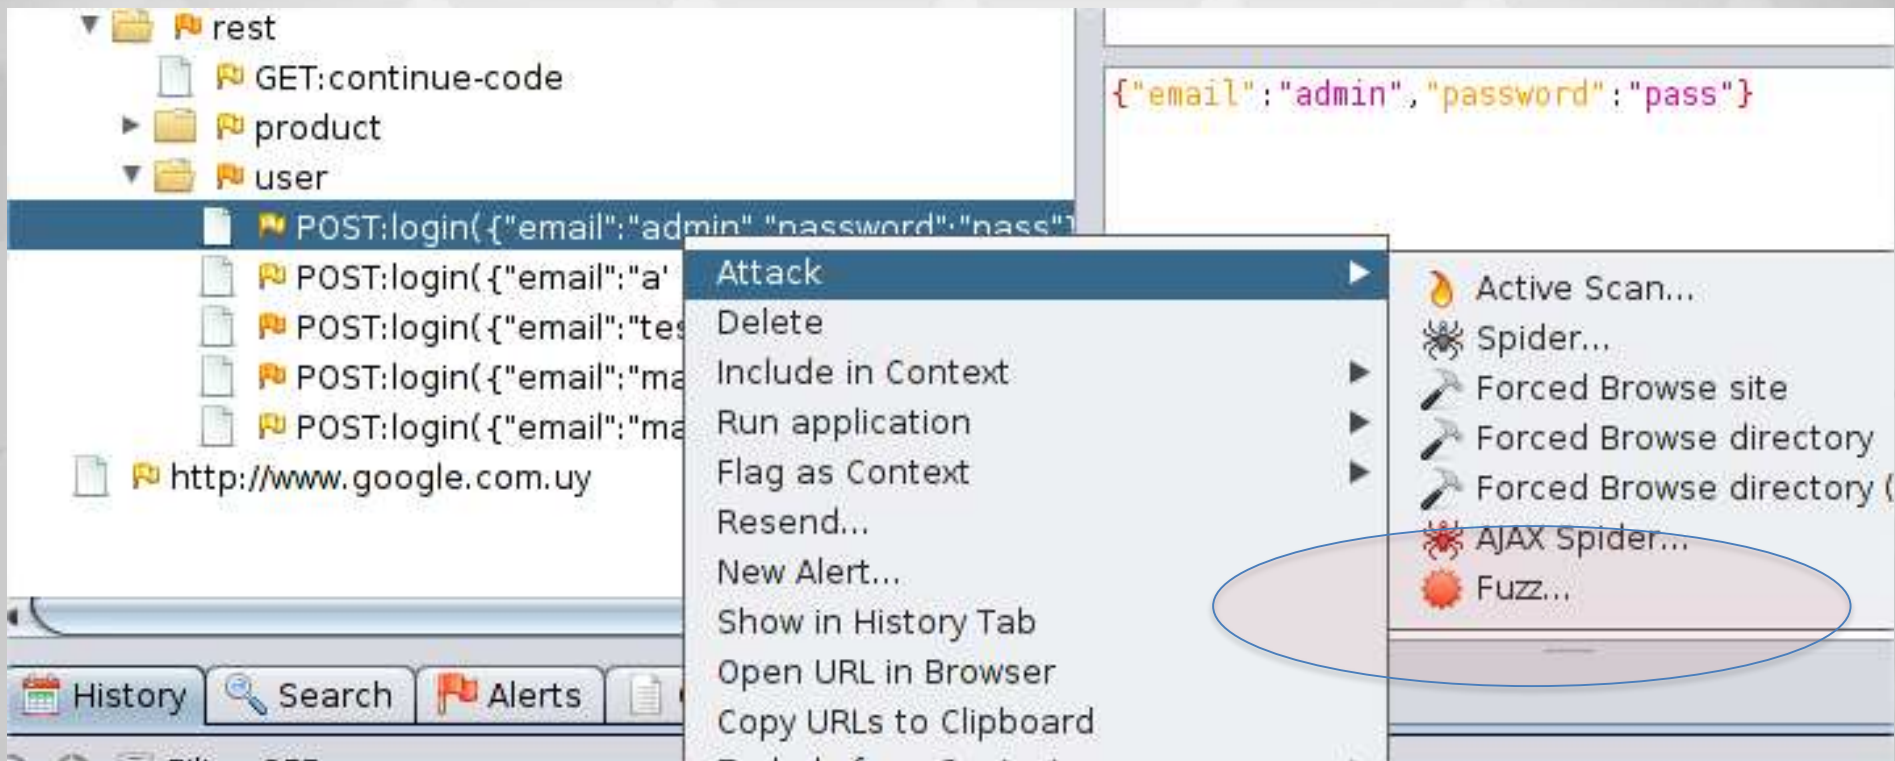 rest
GET:continue-code
product
user
POST:login({"email":"admin" "password":"pass"
POST:login({"email":"a'
POST:login({"email":"tes
POST:login({"email":"ma
POST:login({"email":"ma
http://www.google.com.uy
{"email":"admin","password":"pass"}
Attack
Delete
Include in Context
Run application
Flag as Context
Resend...
New Alert...
Show in History Tab
Open URL in Browser
Copy URLs to Clipboard
Active Scan...
Spider...
Forced Browse site
Forced Browse directory
Forced Browse directory (
AJAX Spider...
Fuzz...
History
Search
Alerts